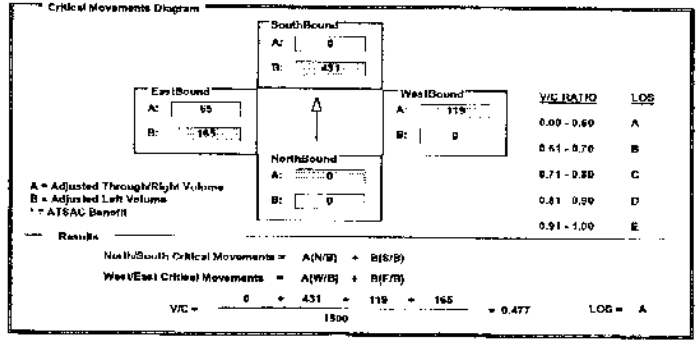 Critical Movements Diagram
SouthBound
A: 0
B: 431
EastBound
A: 65
B: 165
WestBound
A: 119
B: 0
NorthBound
A: 0
B: 0
V/C RATIO LOS
0.00 - 0.60 A
0.61 - 0.70 B
0.71 - 0.80 C
0.81 - 0.90 D
0.91 - 1.00 E
A = Adjusted Through/Right Volume
B = Adjusted Left Volume
* = ATSAC Benefit
Results
North/South Critical Movements = A(N/B) + B(S/B)
West/East Critical Movements = A(W/B) + B(E/B)
V/C = 0 + 431 + 119 + 165 = 0.477 LOS = A
1500